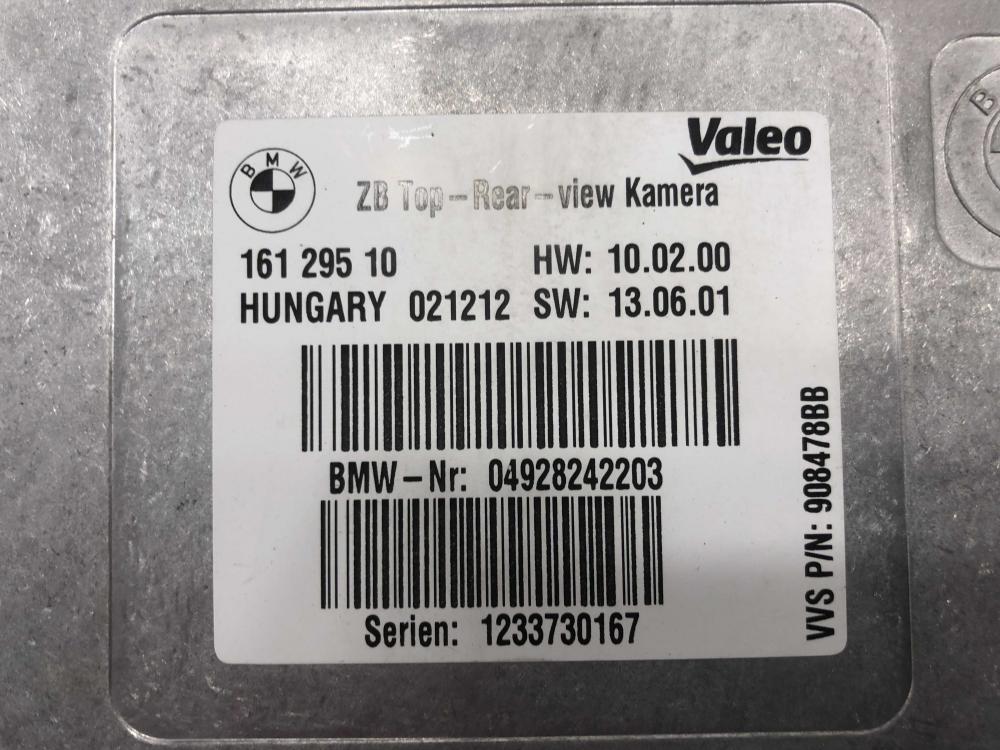 Valeo
BMW
ZB Top-Rear-view Kamera
161 295 10 HW: 10.02.00
HUNGARY 021212 SW: 13.06.01
BMW-Nr: 04928242203
Serien: 1233730167
VVS P/N: 908478BB
B